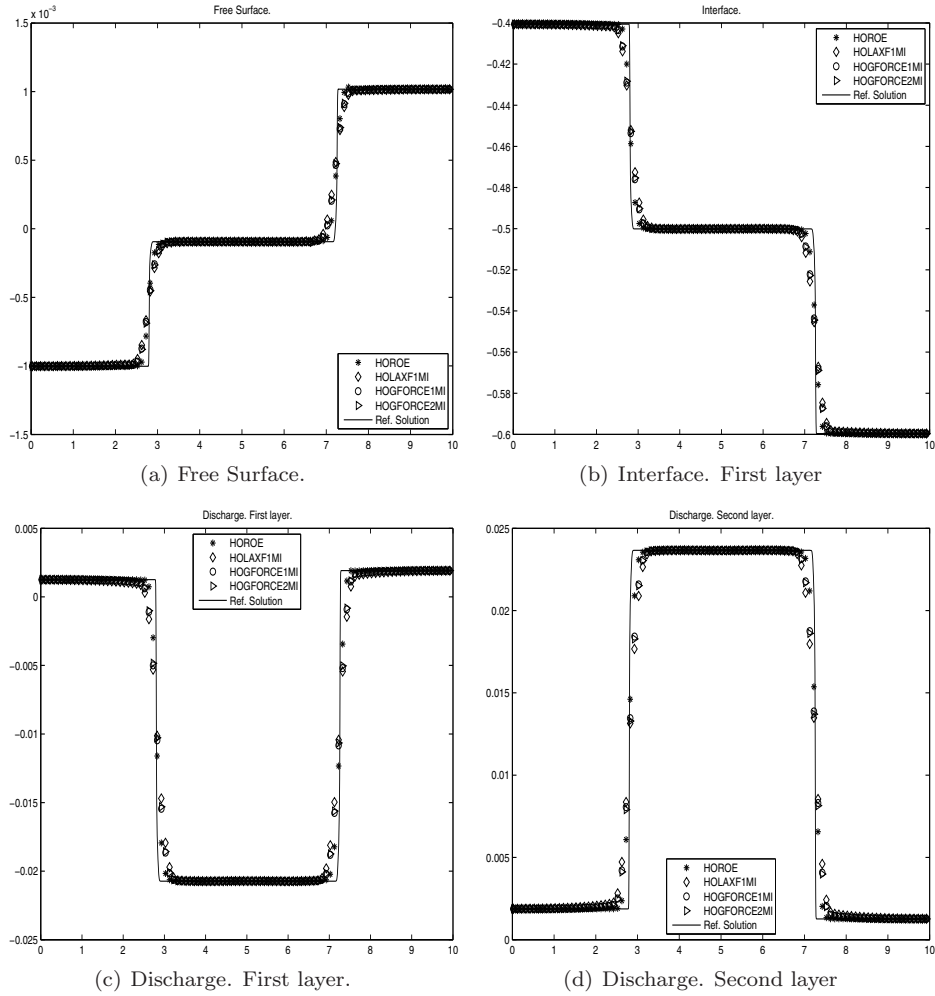 Free Surface.
x 10⁻³
1.5
1
0.5
0
−0.5
−1
−1.5
0 1 2 3 4 5 6 7 8 9 10
HOROE
HOLAXF1MI
HOGFORCE1MI
HOGFORCE2MI
Ref. Solution
(a) Free Surface.
Interface.
−0.4
−0.42
−0.44
−0.46
−0.48
−0.5
−0.52
−0.54
−0.56
−0.58
−0.6
0 1 2 3 4 5 6 7 8 9 10
HOROE
HOLAXF1MI
HOGFORCE1MI
HOGFORCE2MI
Ref. Solution
(b) Interface. First layer
Discharge. First layer.
0.005
0
−0.005
−0.01
−0.015
−0.02
−0.025
0 1 2 3 4 5 6 7 8 9 10
HOROE
HOLAXF1MI
HOGFORCE1MI
HOGFORCE2MI
Ref. Solution
(c) Discharge. First layer.
Discharge. Second layer.
0.025
0.02
0.015
0.01
0.005
0
0 1 2 3 4 5 6 7 8 9 10
HOROE
HOLAXF1MI
HOGFORCE1MI
HOGFORCE2MI
Ref. Solution
(d) Discharge. Second layer